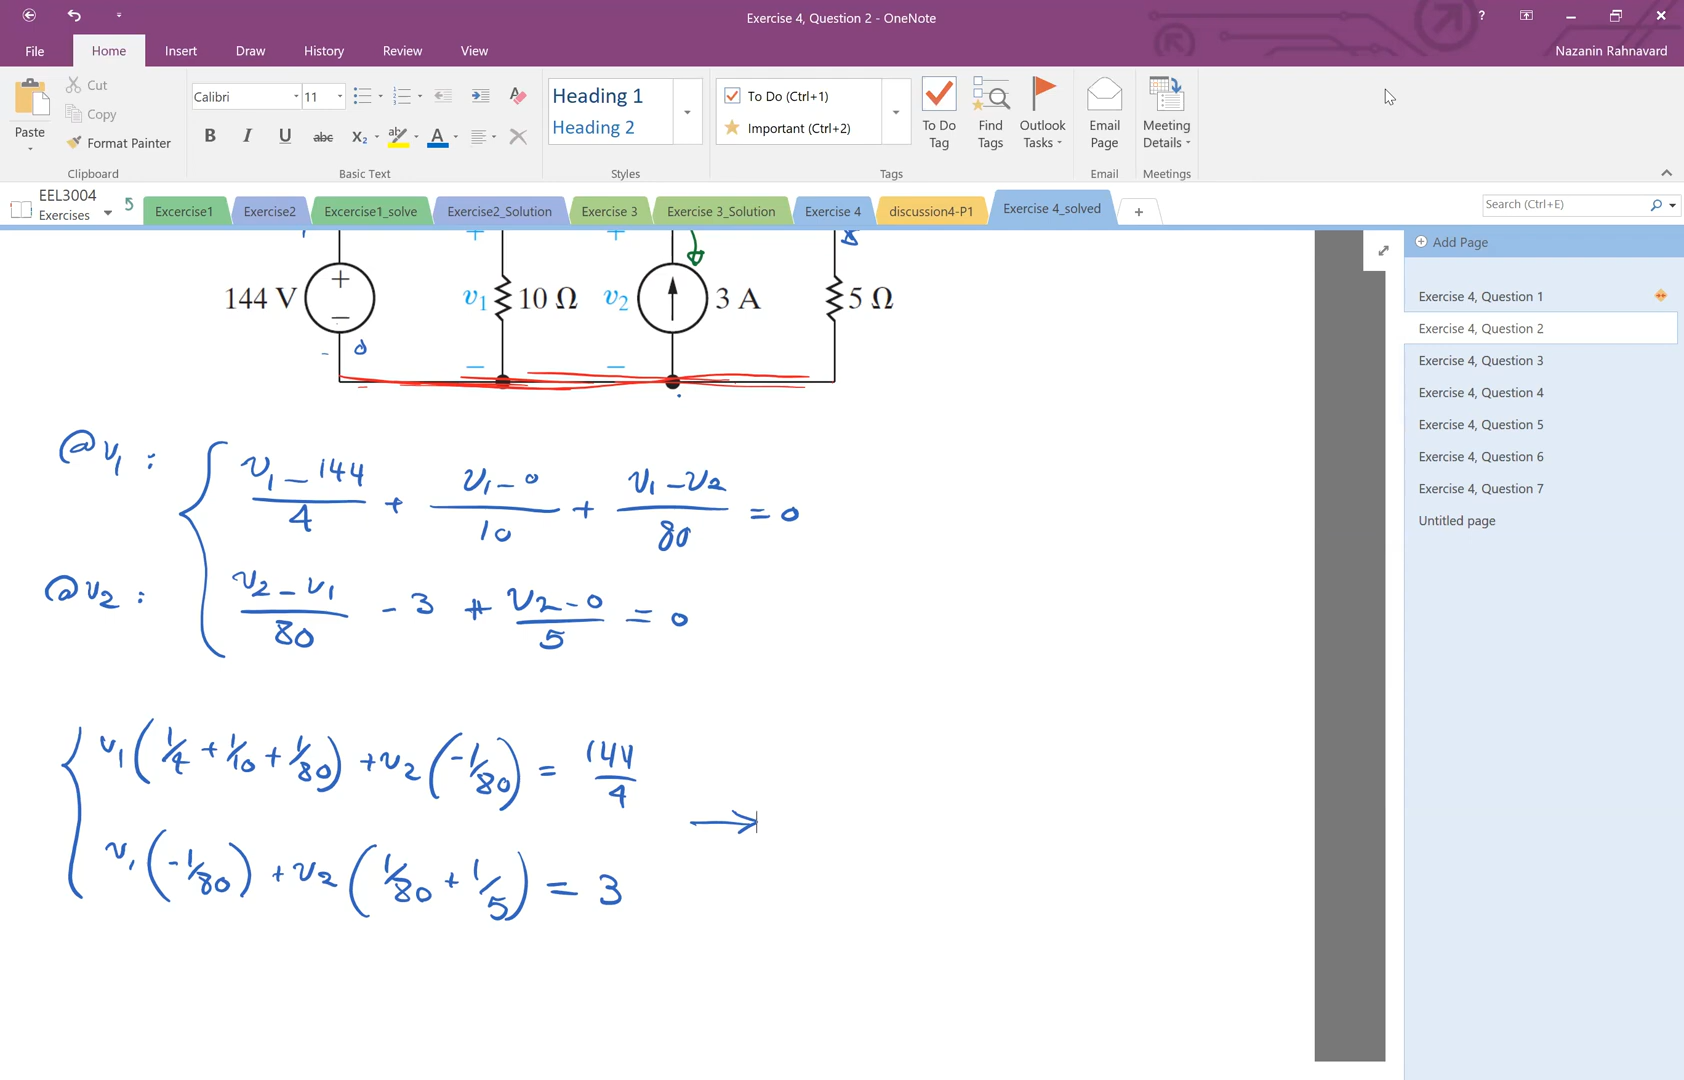 Exercise 4, Question 2 - OneNote
?
File Home Insert Draw History Review View
Nazanin Rahnavard
Paste
Cut
Copy
Format Painter
Clipboard
Calibri 11
B I U abc X₂ ab A
Basic Text
Heading 1
Heading 2
Styles
To Do (Ctrl+1)
Important (Ctrl+2)
To Do Tag
Find Tags
Outlook Tasks
Tags
Email Page
Email
Meeting Details
Meetings
EEL3004
Exercises
Excercise1 Exercise2 Excercise1_solve Exercise2_Solution Exercise 3 Exercise 3_Solution Exercise 4 discussion4-P1 Exercise 4_solved +
Search (Ctrl+E)
Add Page
Exercise 4, Question 1
Exercise 4, Question 2
Exercise 4, Question 3
Exercise 4, Question 4
Exercise 4, Question 5
Exercise 4, Question 6
Exercise 4, Question 7
Untitled page
+ +
144 V + − v₁ 10 Ω v₂ 3 A 5 Ω
- 0 − −
@v₁ : (v₁ - 144)/4 + (v₁ - 0)/10 + (v₁ - v₂)/80 = 0
@v₂ : (v₂ - v₁)/80 - 3 + (v₂ - 0)/5 = 0
v₁ (1/4 + 1/10 + 1/80) + v₂ (-1/80) = 144/4
→
v₁ (-1/80) + v₂ (1/80 + 1/5) = 3